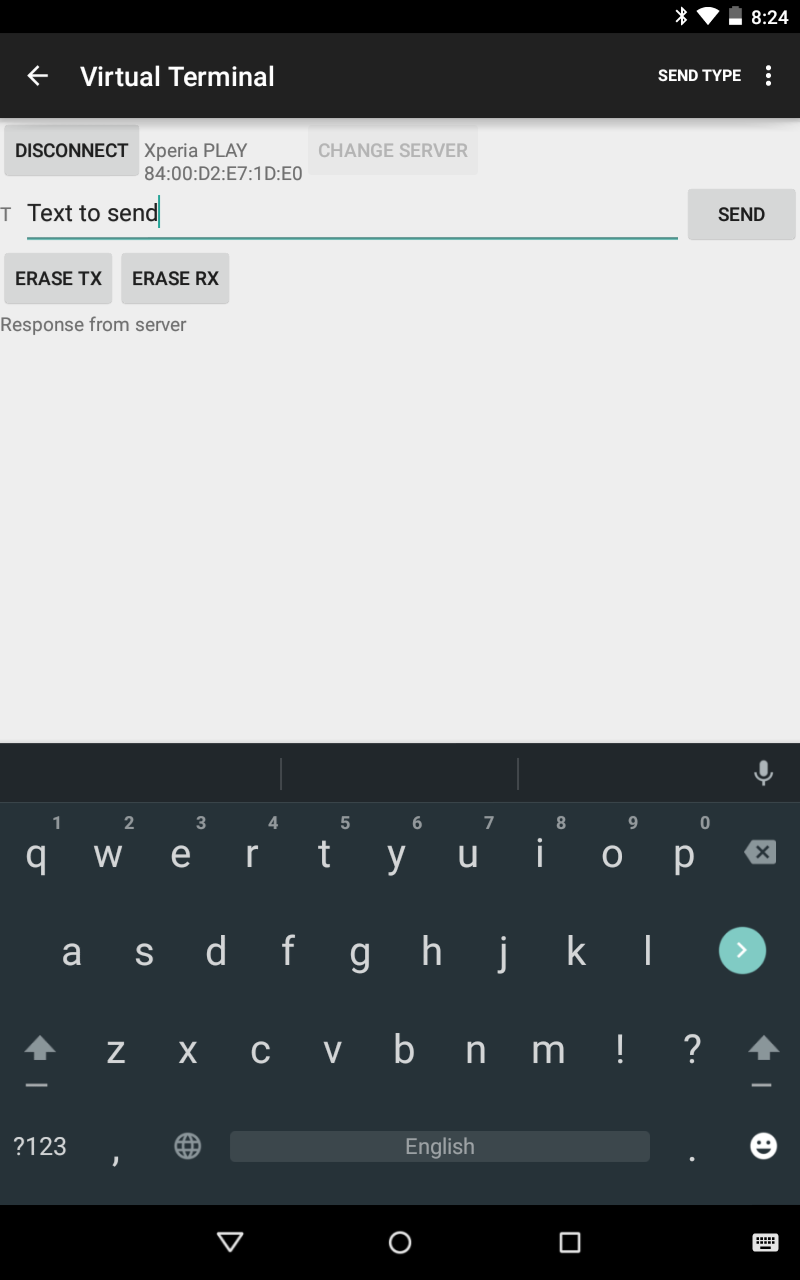 8:24
Virtual Terminal SEND TYPE
DISCONNECT Xperia PLAY CHANGE SERVER
84:00:D2:E7:1D:E0
T Text to send SEND
ERASE TX ERASE RX
Response from server
1 2 3 4 5 6 7 8 9 0
q w e r t y u i o p
a s d f g h j k l
z x c v b n m ! ?
?123 , English .